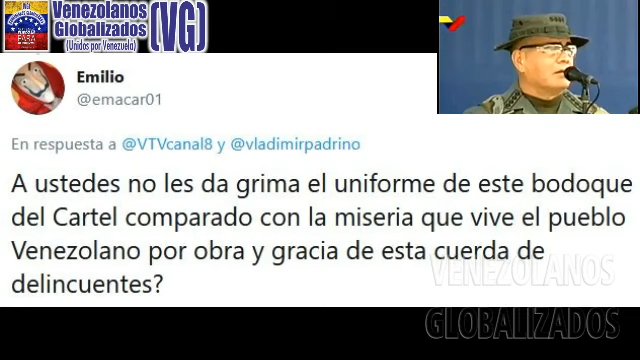 Venezolanos
Globalizados
(Unidos por Venezuela)
(VG)
Emilio
@emacar01
En respuesta a @VTVcanal8 y @vladimirpadrino
A ustedes no les da grima el uniforme de este bodoque
del Cartel comparado con la miseria que vive el pueblo
Venezolano por obra y gracia de esta cuerda de
delincuentes?
VENEZOLANOS
GLOBALIZADOS